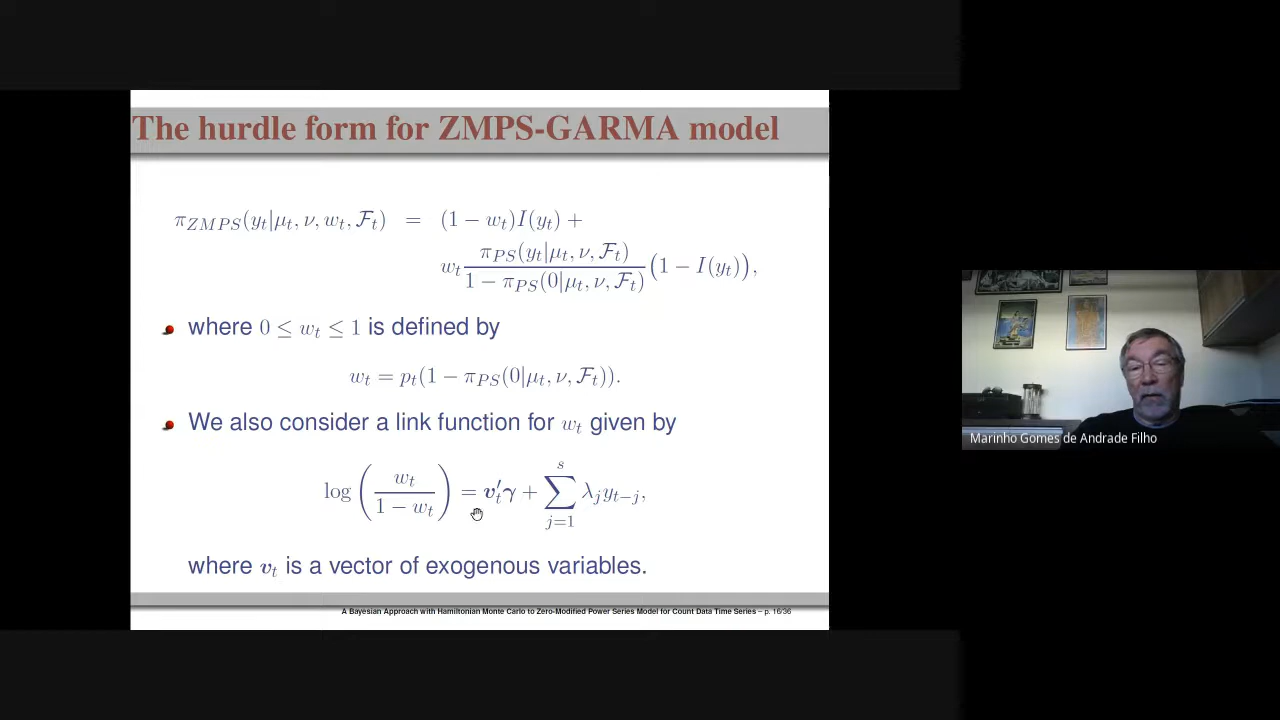 The hurdle form for ZMPS-GARMA model
π_{ZMPS}(y_t|μ_t, ν, w_t, ℱ_t) = (1 − w_t)I(y_t) +
w_t \frac{π_{PS}(y_t|μ_t, ν, ℱ_t)}{1 − π_{PS}(0|μ_t, ν, ℱ_t)} (1 − I(y_t)),
where 0 ≤ w_t ≤ 1 is defined by
w_t = p_t(1 − π_{PS}(0|μ_t, ν, ℱ_t)).
We also consider a link function for w_t given by
log(\frac{w_t}{1 − w_t}) = v′_tγ + \sum_{j=1}^{s} λ_j y_{t−j},
where v_t is a vector of exogenous variables.
A Bayesian Approach with Hamiltonian Monte Carlo to Zero-Modified Power Series Model for Count Data Time Series – p. 16/36
Marinho Gomes de Andrade Filho